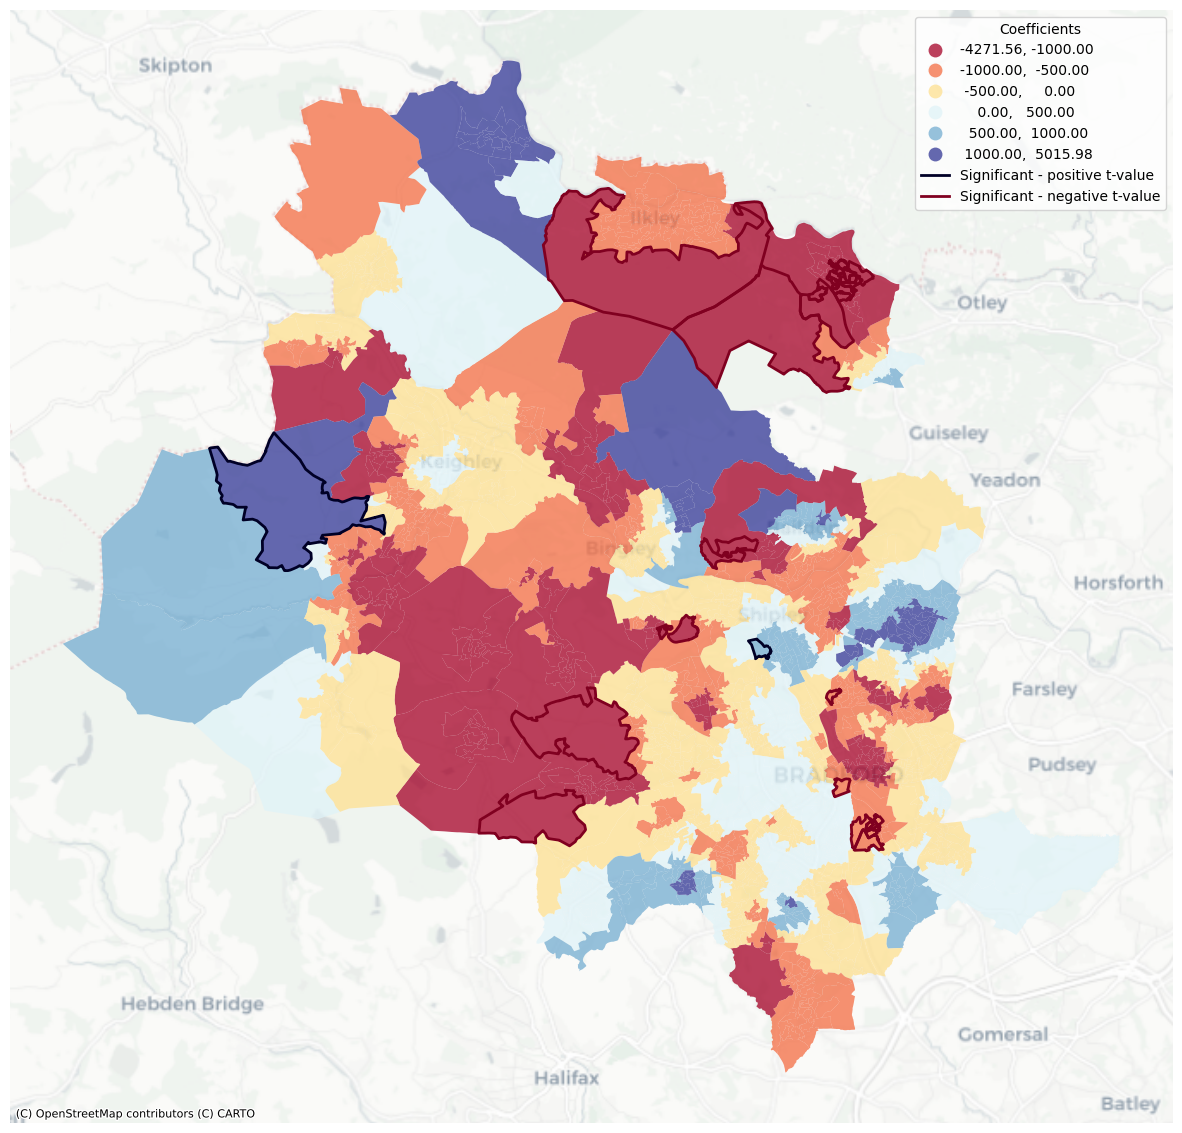 Coefficients
-4271.56, -1000.00
-1000.00, -500.00
-500.00, 0.00
0.00, 500.00
500.00, 1000.00
1000.00, 5015.98
Significant - positive t-value
Significant - negative t-value
Skipton
Ilkley
Otley
Guiseley
Keighley
Yeadon
Bingley
Horsforth
Shipley
Farsley
Pudsey
BRADFORD
Hebden Bridge
Gomersal
Halifax
Batley
(C) OpenStreetMap contributors (C) CARTO